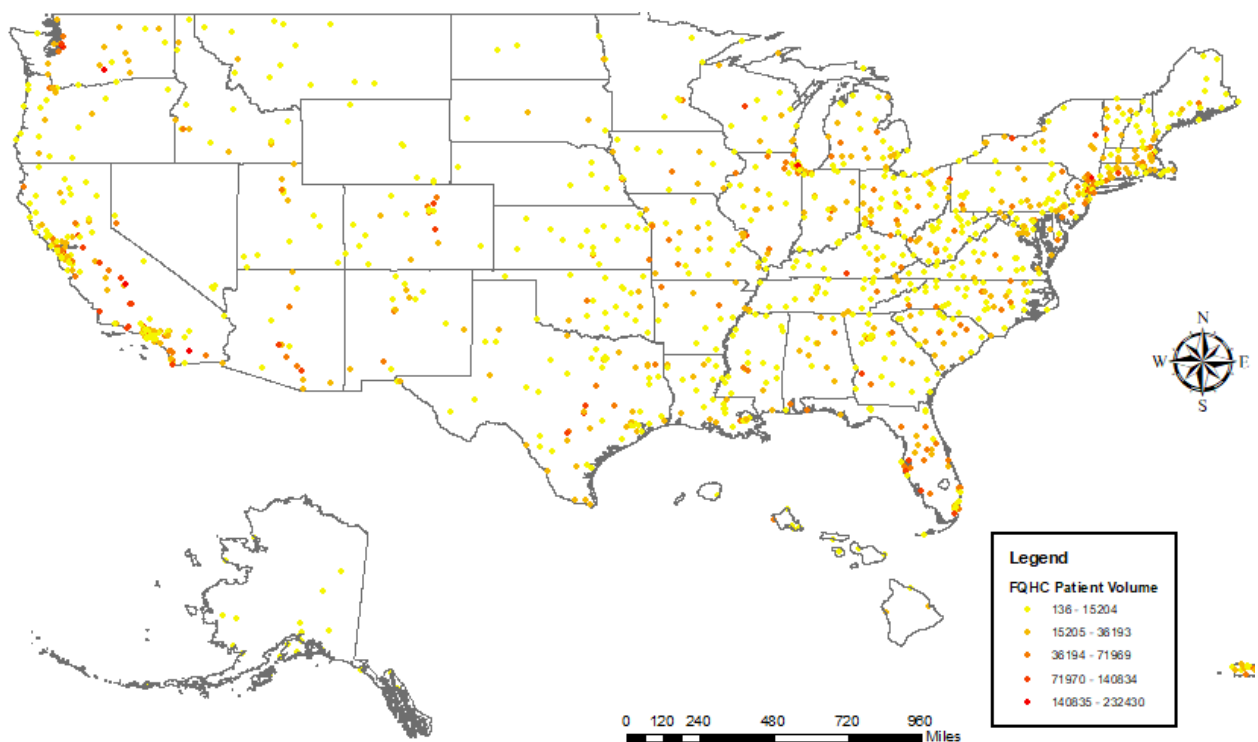 N
W E
S
Legend
FQHC Patient Volume
136 - 15204
15205 - 36193
36194 - 71969
71970 - 140834
140835 - 232430
0 120 240 480 720 960
Miles